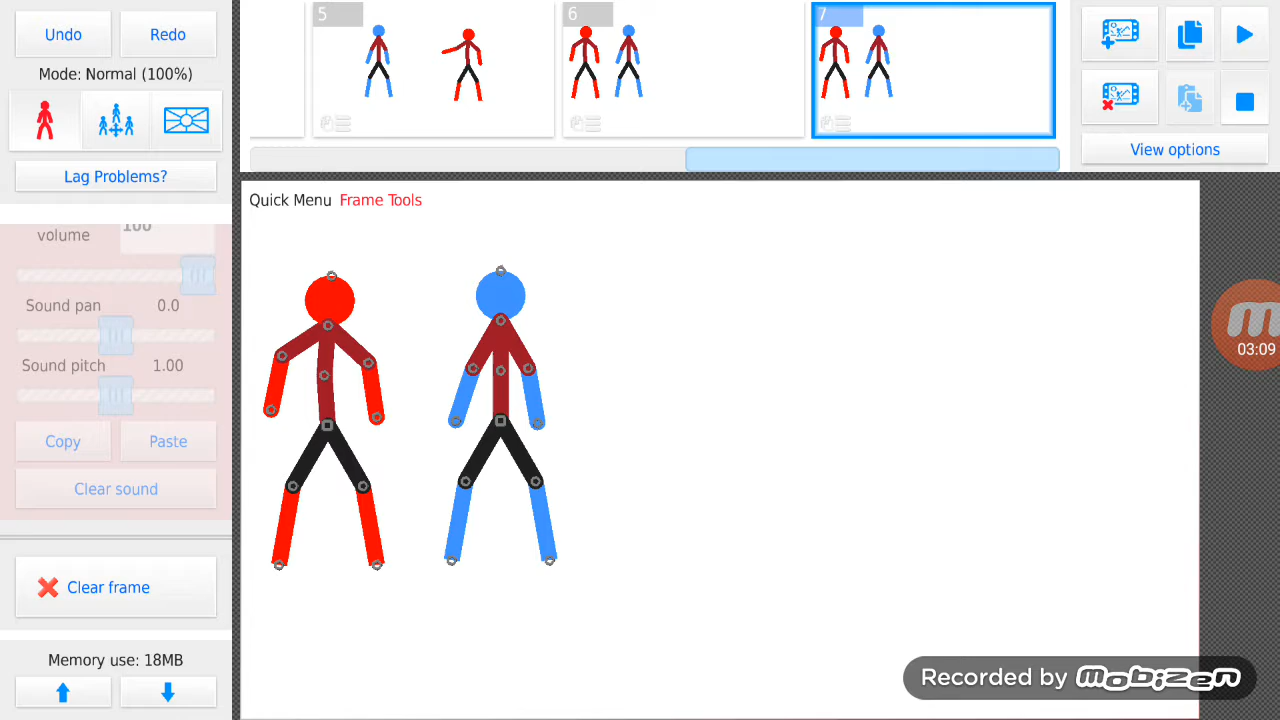 Undo
Redo
Mode: Normal (100%)
Lag Problems?
volume
100
Sound pan
0.0
Sound pitch
1.00
Copy
Paste
Clear sound
Clear frame
Memory use: 18MB
5
6
7
View options
Quick Menu Frame Tools
03:09
Recorded by mobizen